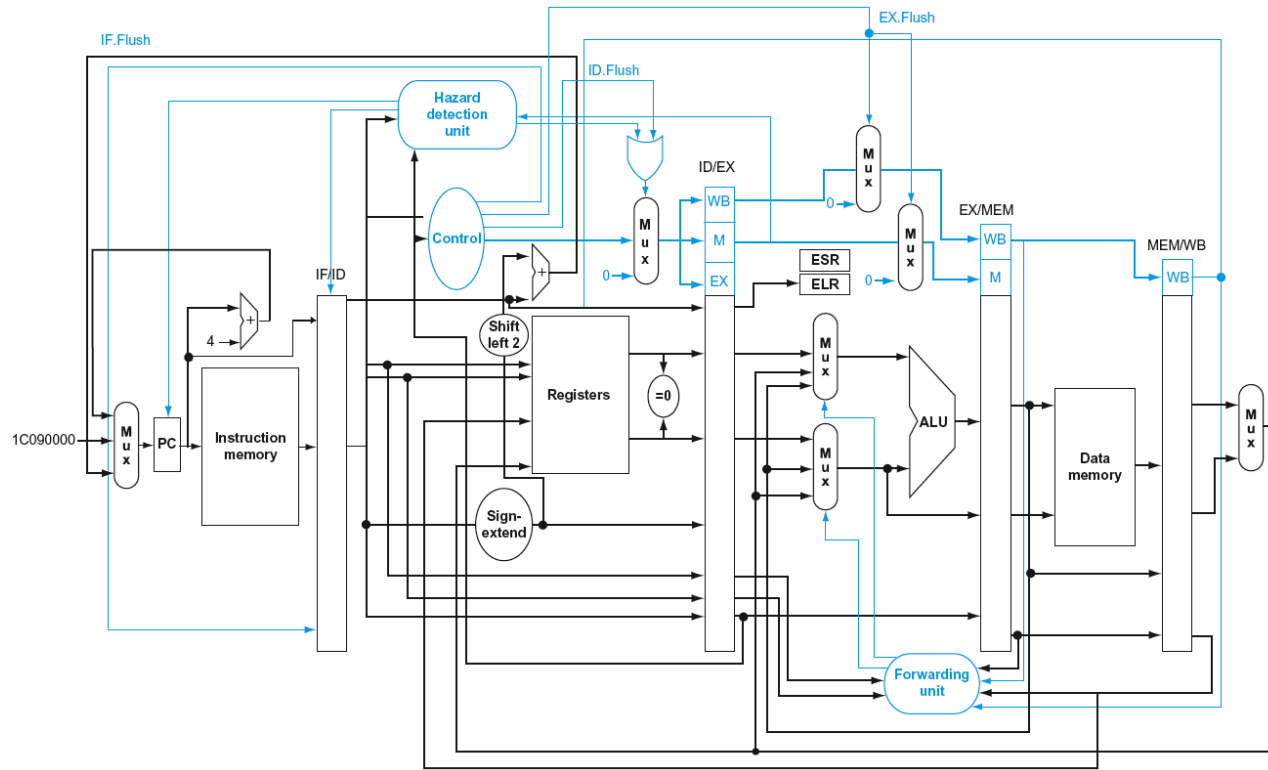 EX.Flush
IF.Flush
ID.Flush
Hazard
detection
unit
M
u
x
ID/EX
WB
0
EX/MEM
Control
M
u
x
M
M
u
x
WB
MEM/WB
ESR
IF/ID
0
EX
ELR
0
M
WB
+
+
4
Shift
left 2
M
u
x
Registers
=0
M
u
x
1C090000
M
u
x
PC
Instruction
memory
ALU
M
u
x
Data
memory
M
u
x
Sign-
extend
Forwarding
unit